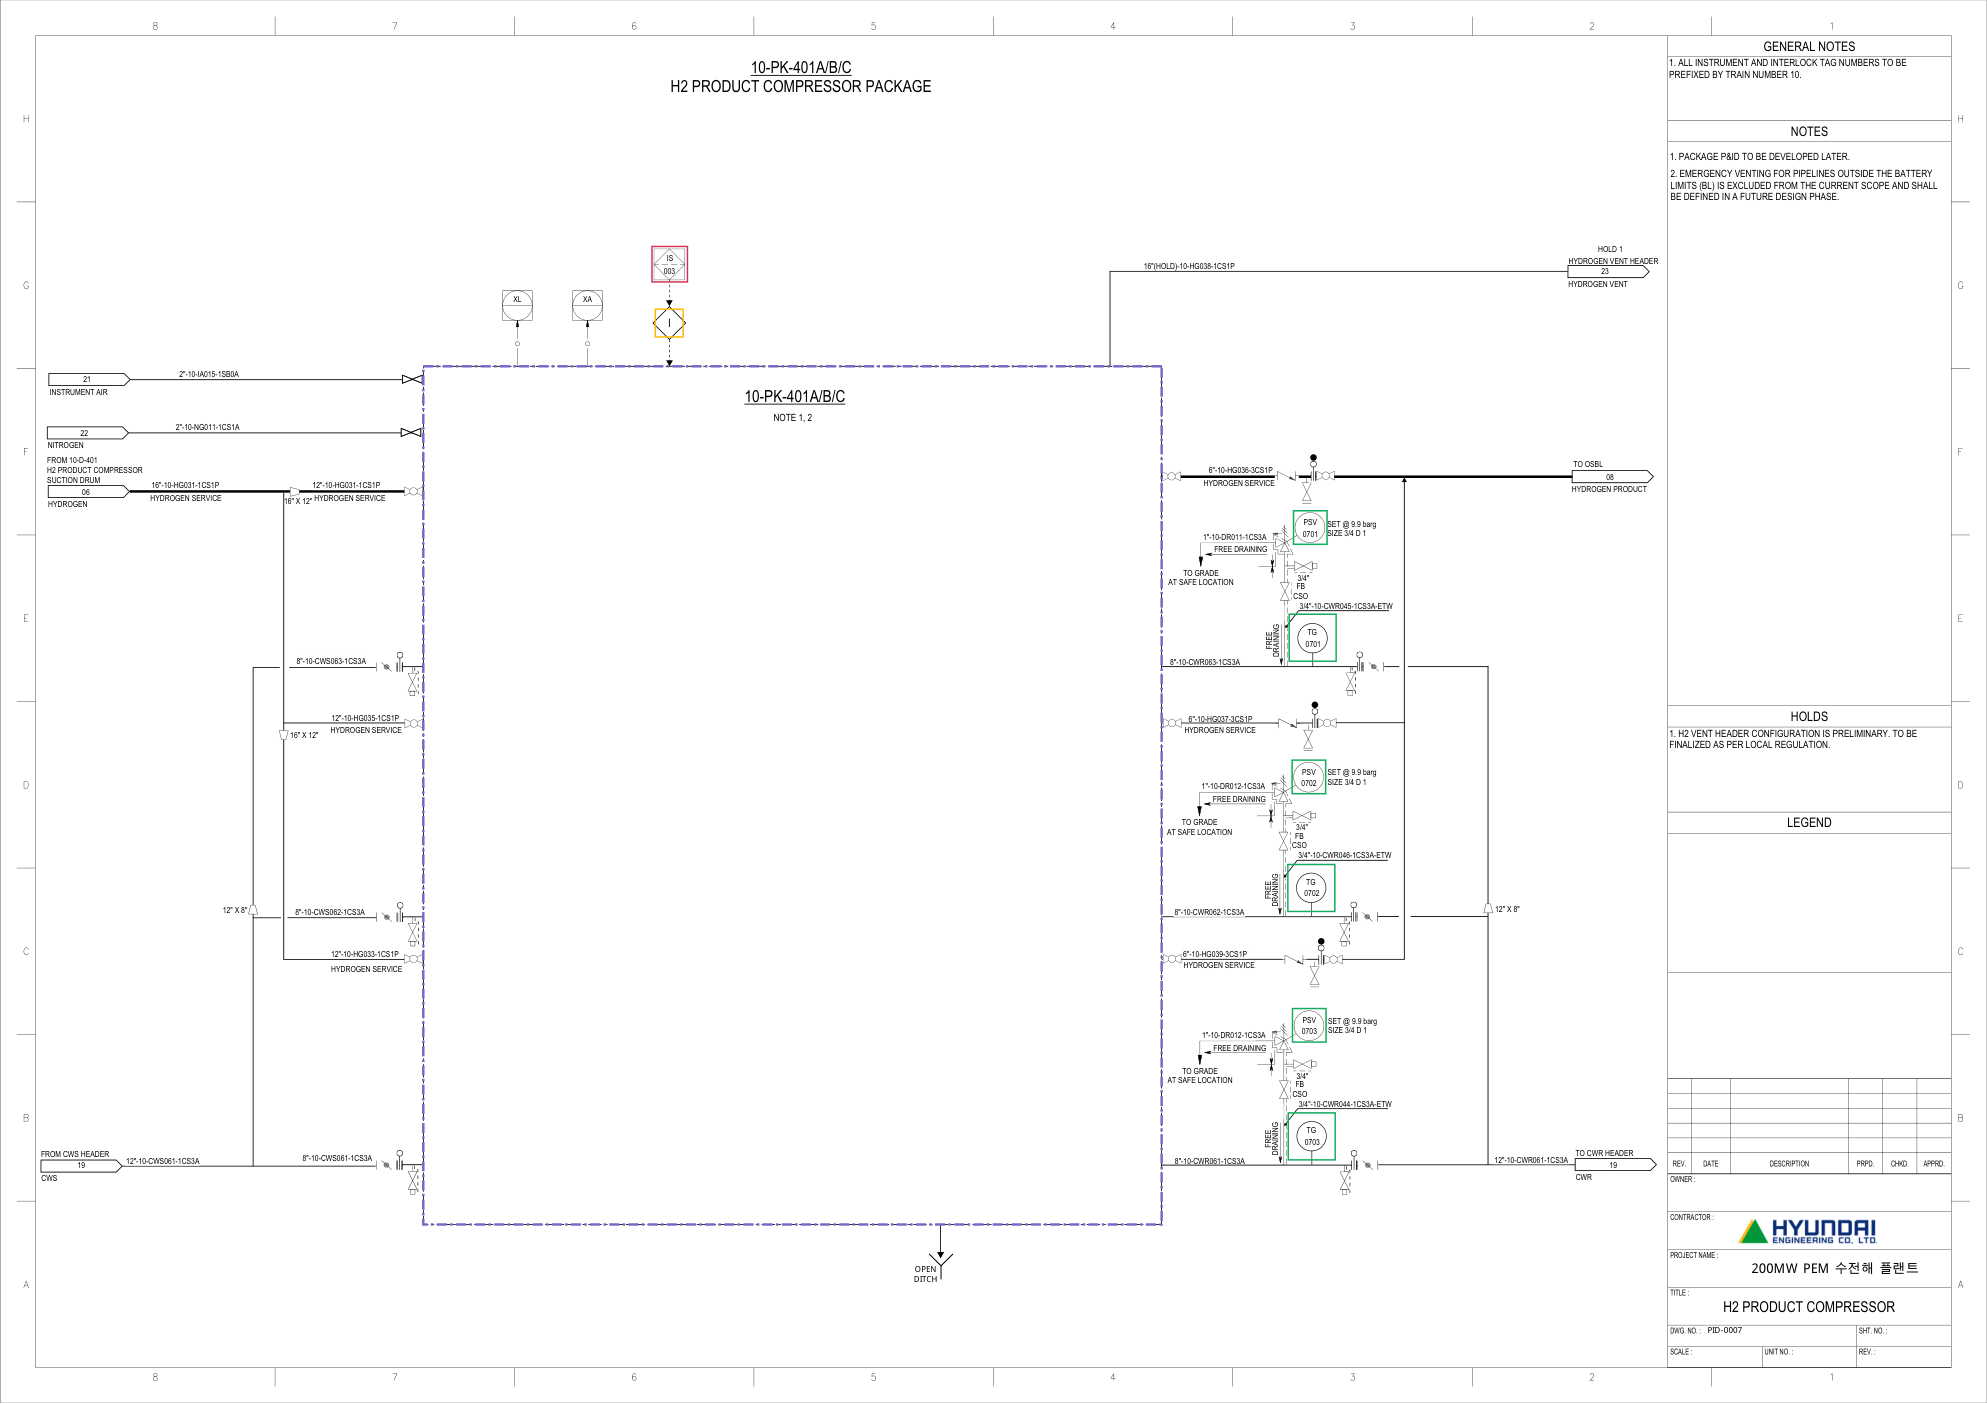 8 7 6 5 4 3 2 1
10-PK-401A/B/C
H2 PRODUCT COMPRESSOR PACKAGE
GENERAL NOTES
1. ALL INSTRUMENT AND INTERLOCK TAG NUMBERS TO BE
PREFIXED BY TRAIN NUMBER 10.
NOTES
1. PACKAGE P&ID TO BE DEVELOPED LATER.
2. EMERGENCY VENTING FOR PIPELINES OUTSIDE THE BATTERY
LIMITS (BL) IS EXCLUDED FROM THE CURRENT SCOPE AND SHALL
BE DEFINED IN A FUTURE DESIGN PHASE.
H
H
G
G
F
F
E
E
D
D
C
C
B
B
A
A
IS
003
I
XL
XA
O
O
16"(HOLD)-10-HG038-1CS1P
HOLD 1
HYDROGEN VENT HEADER
23
HYDROGEN VENT
21
INSTRUMENT AIR
2"-10-IA015-1SB0A
22
NITROGEN
2"-10-NG011-1CS1A
FROM 10-D-401
H2 PRODUCT COMPRESSOR
SUCTION DRUM
06
HYDROGEN
16"-10-HG031-1CS1P
HYDROGEN SERVICE
16" X 12"
12"-10-HG031-1CS1P
HYDROGEN SERVICE
10-PK-401A/B/C
NOTE 1, 2
6"-10-HG036-3CS1P
HYDROGEN SERVICE
TO OSBL
08
HYDROGEN PRODUCT
PSV
0701
SET @ 9.9 barg
SIZE 3/4 D 1
1"-10-DR011-1CS3A
FREE DRAINING
TO GRADE
AT SAFE LOCATION
3/4"
FB
CSO
3/4"-10-CWR045-1CS3A-ETW
FREE
DRAINING
TG
0701
8"-10-CWS063-1CS3A
8"-10-CWR063-1CS3A
12"-10-HG035-1CS1P
HYDROGEN SERVICE
16" X 12"
6"-10-HG037-3CS1P
HYDROGEN SERVICE
PSV
0702
SET @ 9.9 barg
SIZE 3/4 D 1
1"-10-DR012-1CS3A
FREE DRAINING
TO GRADE
AT SAFE LOCATION
3/4"
FB
CSO
3/4"-10-CWR046-1CS3A-ETW
FREE
DRAINING
TG
0702
12" X 8"
8"-10-CWS062-1CS3A
8"-10-CWR062-1CS3A
12" X 8"
12"-10-HG033-1CS1P
HYDROGEN SERVICE
6"-10-HG039-3CS1P
HYDROGEN SERVICE
PSV
0703
SET @ 9.9 barg
SIZE 3/4 D 1
1"-10-DR012-1CS3A
FREE DRAINING
TO GRADE
AT SAFE LOCATION
3/4"
FB
CSO
3/4"-10-CWR044-1CS3A-ETW
FREE
DRAINING
TG
0703
FROM CWS HEADER
19
CWS
12"-10-CWS061-1CS3A
8"-10-CWS061-1CS3A
8"-10-CWR061-1CS3A
12"-10-CWR061-1CS3A
TO CWR HEADER
19
CWR
OPEN
DITCH
HOLDS
1. H2 VENT HEADER CONFIGURATION IS PRELIMINARY. TO BE
FINALIZED AS PER LOCAL REGULATION.
LEGEND
REV. DATE DESCRIPTION PRPD. CHKD. APPRD.
OWNER :
CONTRACTOR :
HYUNDAI
ENGINEERING CO. LTD.
PROJECT NAME :
200MW PEM 수전해 플랜트
TITLE :
H2 PRODUCT COMPRESSOR
DWG. NO. : PID-0007 SHT. NO. :
SCALE : UNIT NO. : REV. :
8 7 6 5 4 3 2 1